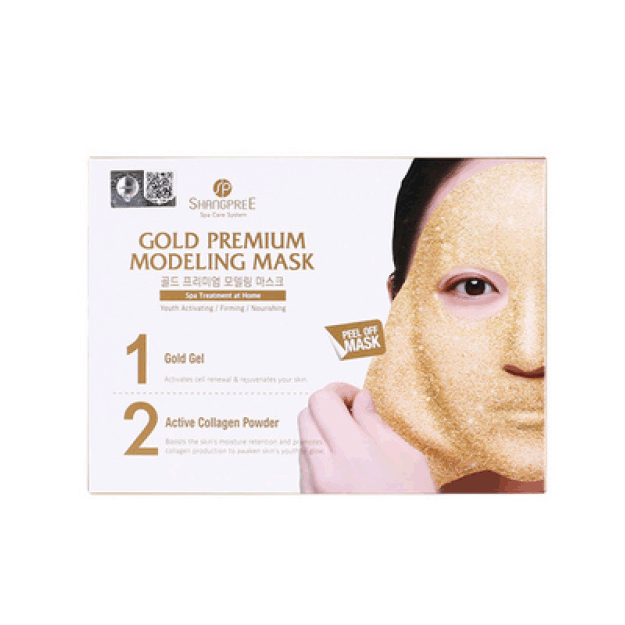 SP
SHANGPREE
Spa Care System
GOLD PREMIUM
MODELING MASK
골드 프리미엄 모델링 마스크
Spa Treatment at Home
Youth Activating / Firming / Nourishing
PEEL OFF
MASK
1 Gold Gel
Activates cell renewal & rejuvenates your skin.
2 Active Collagen Powder
Boosts the skin's moisture retention and promotes
collagen production to awaken skin's youthful glow.